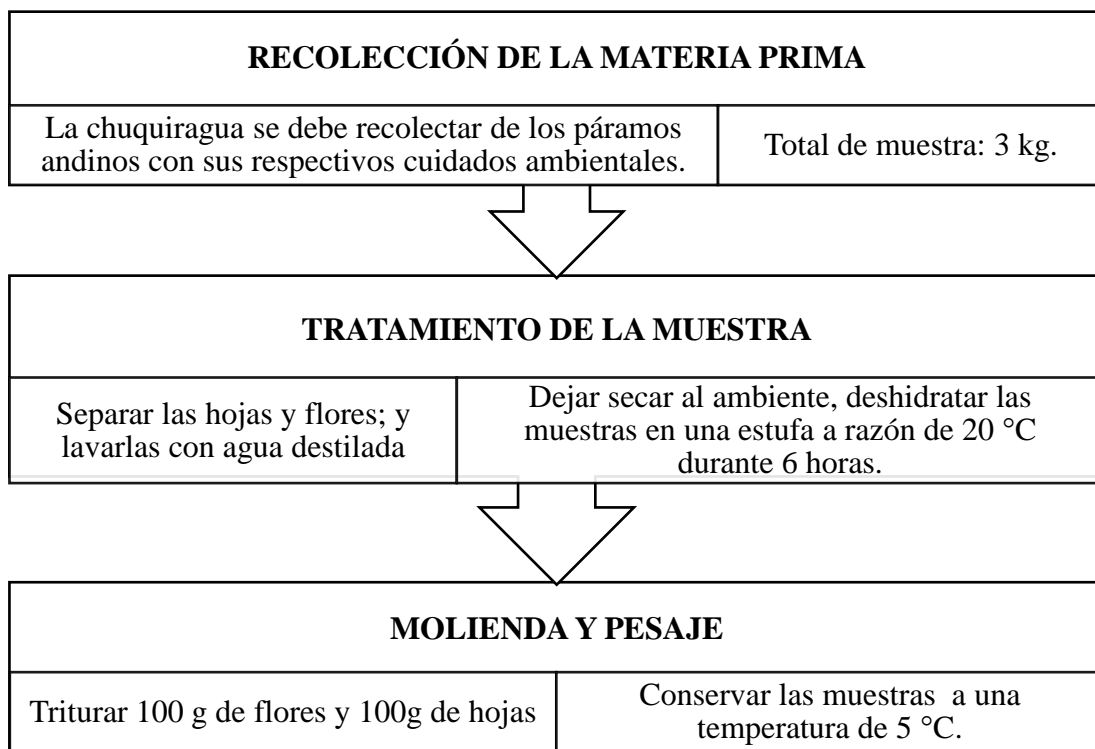 RECOLECCIÓN DE LA MATERIA PRIMA
La chuquiragua se debe recolectar de los páramos
andinos con sus respectivos cuidados ambientales.
Total de muestra: 3 kg.
TRATAMIENTO DE LA MUESTRA
Separar las hojas y flores; y
lavarlas con agua destilada
Dejar secar al ambiente, deshidratar las
muestras en una estufa a razón de 20 °C
durante 6 horas.
MOLIENDA Y PESAJE
Triturar 100 g de flores y 100g de hojas
Conservar las muestras a una
temperatura de 5 °C.